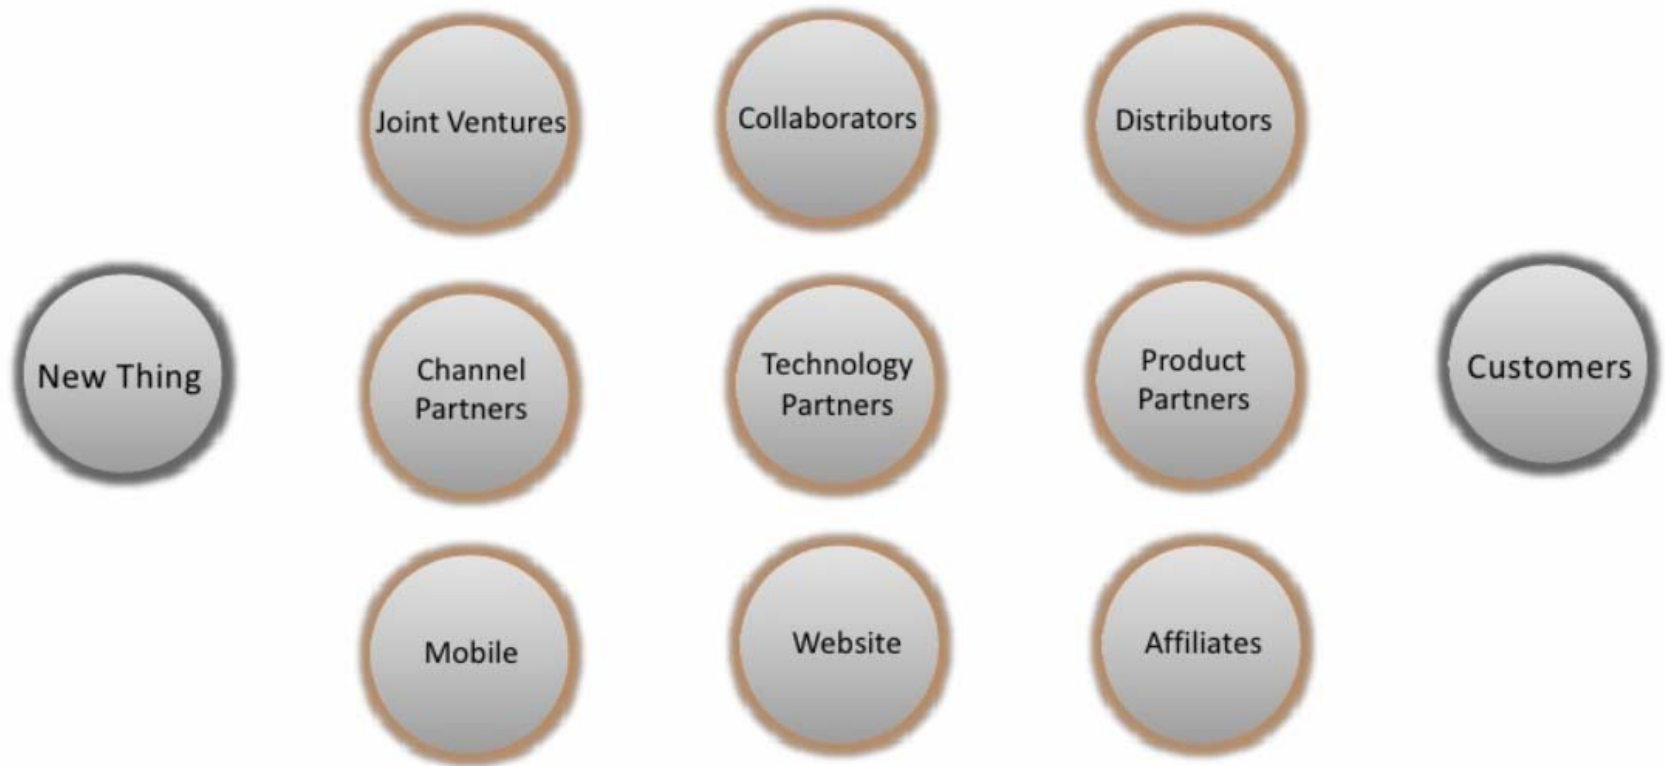 Joint Ventures
Collaborators
Distributors
New Thing
Channel
Partners
Technology
Partners
Product
Partners
Customers
Mobile
Website
Affiliates